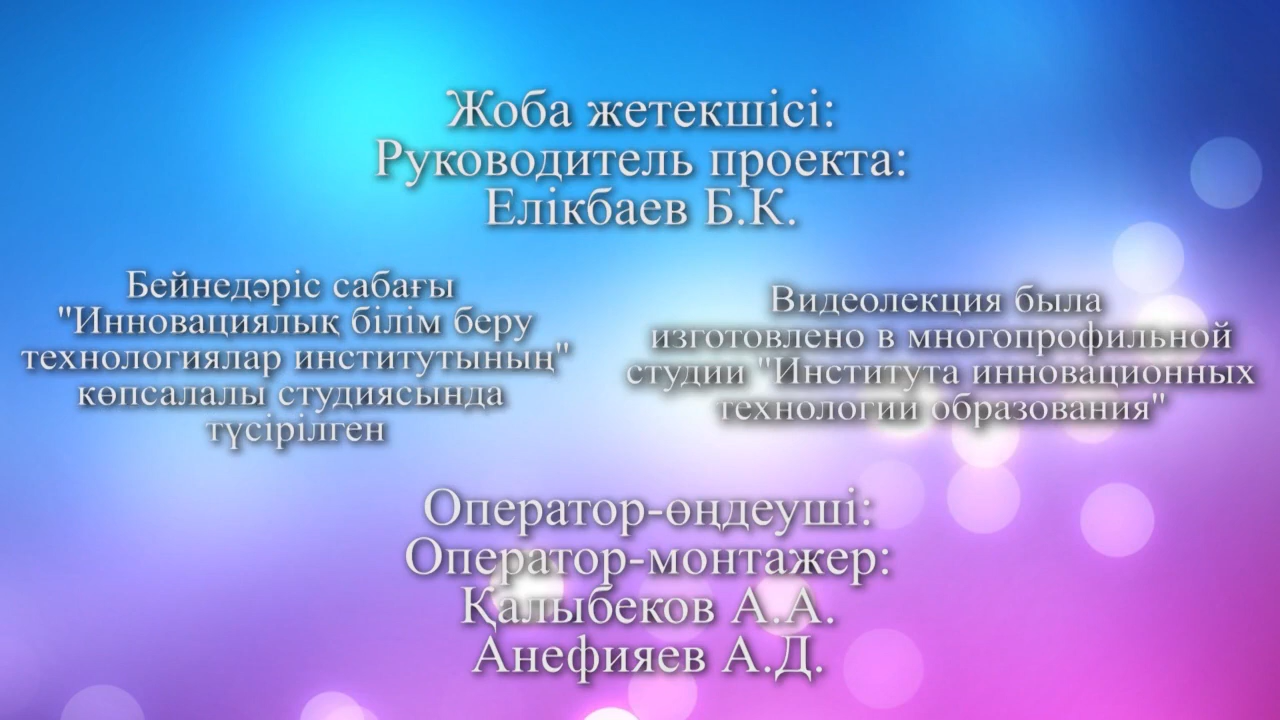 Жоба жетекшісі:
Руководитель проекта:
Елікбаев Б.К.
Бейнедәріс сабағы
"Инновациялық білім беру
технологиялар институтының"
көпсалалы студиясында
түсірілген
Видеолекция была
изготовлено в многопрофильной
студии "Института инновационных
технологии образования"
Оператор-өңдеуші:
Оператор-монтажер:
Қалыбеков А.А.
Анефияев А.Д.